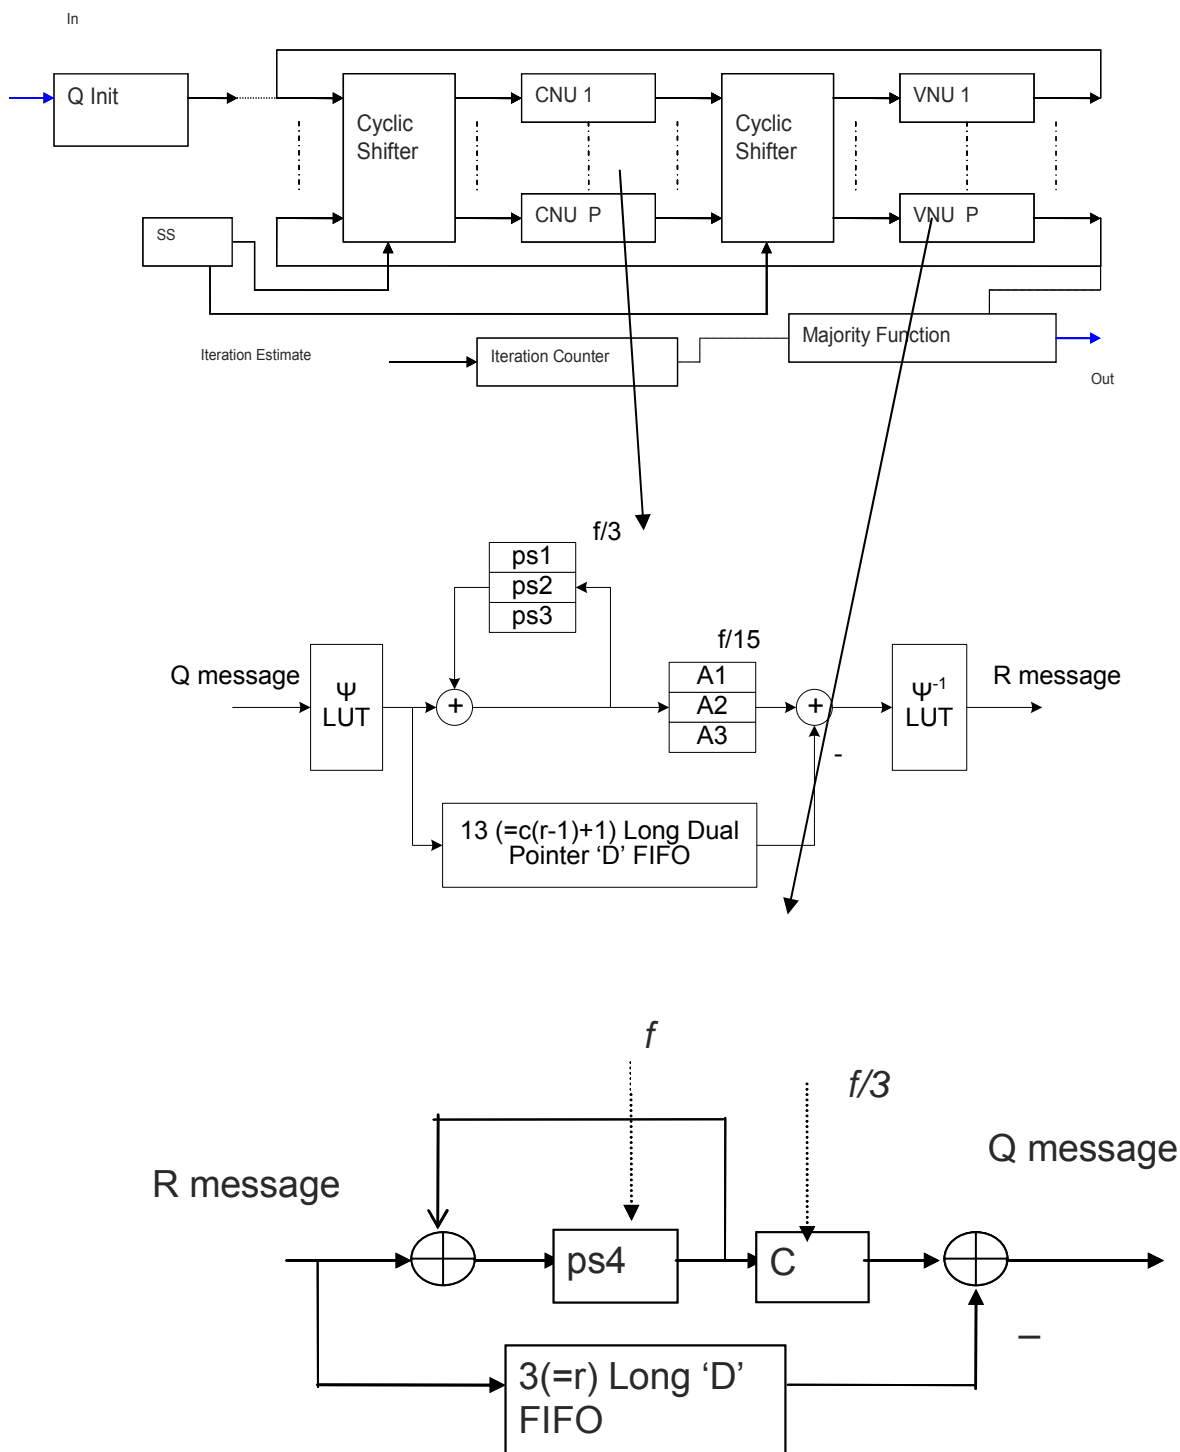 In
Q Init
Cyclic
Shifter
CNU 1
Cyclic
Shifter
VNU 1
CNU P
VNU P
SS
Iteration Estimate
Iteration Counter
Majority Function
Out
f/3
ps1
ps2
ps3
f/15
Q message
Ψ
LUT
+
A1
A2
A3
+
-
Ψ-1
LUT
R message
13 (=c(r-1)+1) Long Dual
Pointer ‘D’ FIFO
f
f/3
Q message
R message
ps4
C
–
3(=r) Long ‘D’
FIFO